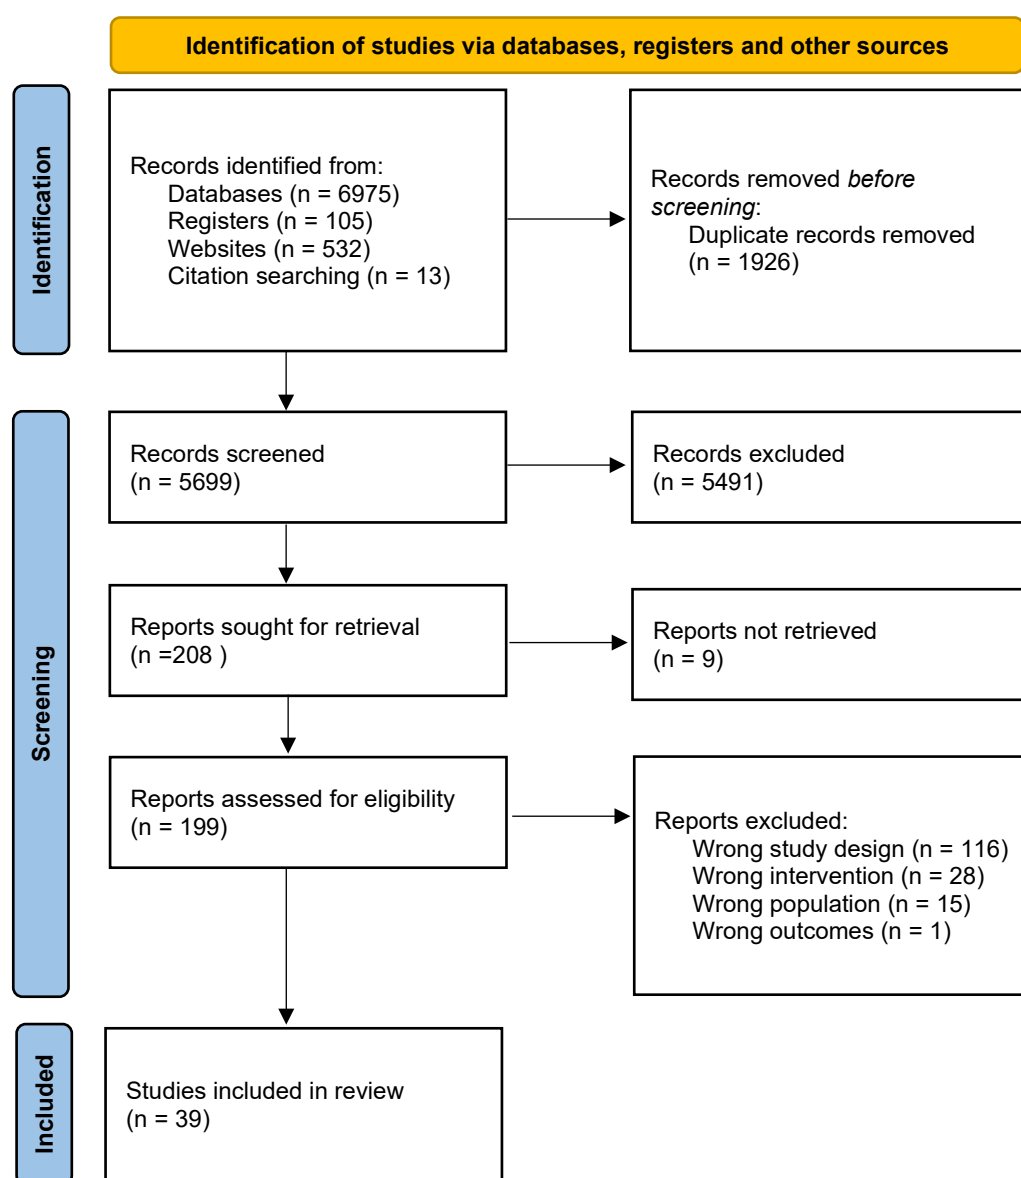 Identification of studies via databases, registers and other sources
Identification
Records identified from:
Databases (n = 6975)
Registers (n = 105)
Websites (n = 532)
Citation searching (n = 13)
Records removed before
screening:
Duplicate records removed
(n = 1926)
Screening
Records screened
(n = 5699)
Records excluded
(n = 5491)
Reports sought for retrieval
(n =208 )
Reports not retrieved
(n = 9)
Reports assessed for eligibility
(n = 199)
Reports excluded:
Wrong study design (n = 116)
Wrong intervention (n = 28)
Wrong population (n = 15)
Wrong outcomes (n = 1)
Included
Studies included in review
(n = 39)